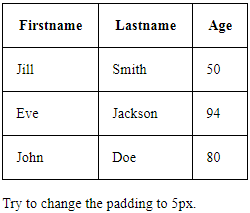 Firstname Lastname Age
Jill Smith 50
Eve Jackson 94
John Doe 80
Try to change the padding to 5px.